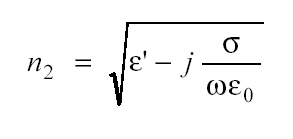 n₂ = √(ε' − j σ/(ωε₀))